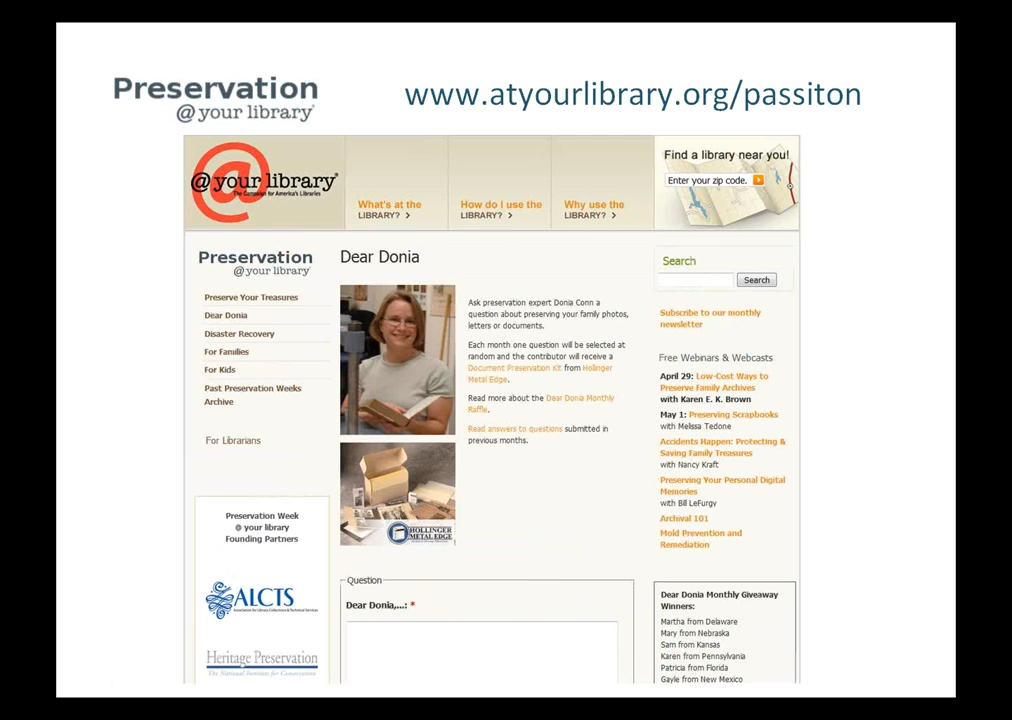 Preservation
@ your library®
www.atyourlibrary.org/passiton
@ your library®
The Campaign for America's Libraries
What's at the
LIBRARY? >
How do I use the
LIBRARY? >
Why use the
LIBRARY? >
Find a library near you!
Enter your zip code.
Preservation
@ your library®
Preserve Your Treasures
Dear Donia
Disaster Recovery
For Families
For Kids
Past Preservation Weeks
Archive
For Librarians
Preservation Week
@ your library
Founding Partners
ALCTS
Association for Library Collections & Technical Services
Heritage Preservation
The National Institute for Conservation
Dear Donia
Ask preservation expert Donia Conn a
question about preserving your family photos,
letters or documents.
Each month one question will be selected at
random and the contributor will receive a
Document Preservation Kit from Hollinger
Metal Edge.
Read more about the Dear Donia Monthly
Raffle.
Read answers to questions submitted in
previous months.
HOLLINGER
METAL EDGE
Question
Dear Donia,...: *
Search
Search
Subscribe to our monthly
newsletter
Free Webinars & Webcasts
April 29: Low-Cost Ways to
Preserve Family Archives
with Karen E. K. Brown
May 1: Preserving Scrapbooks
with Melissa Tedone
Accidents Happen: Protecting &
Saving Family Treasures
with Nancy Kraft
Preserving Your Personal Digital
Memories
with Bill LeFurgy
Archival 101
Mold Prevention and
Remediation
Dear Donia Monthly Giveaway
Winners:
Martha from Delaware
Mary from Nebraska
Sam from Kansas
Karen from Pennsylvania
Patricia from Florida
Gayle from New Mexico